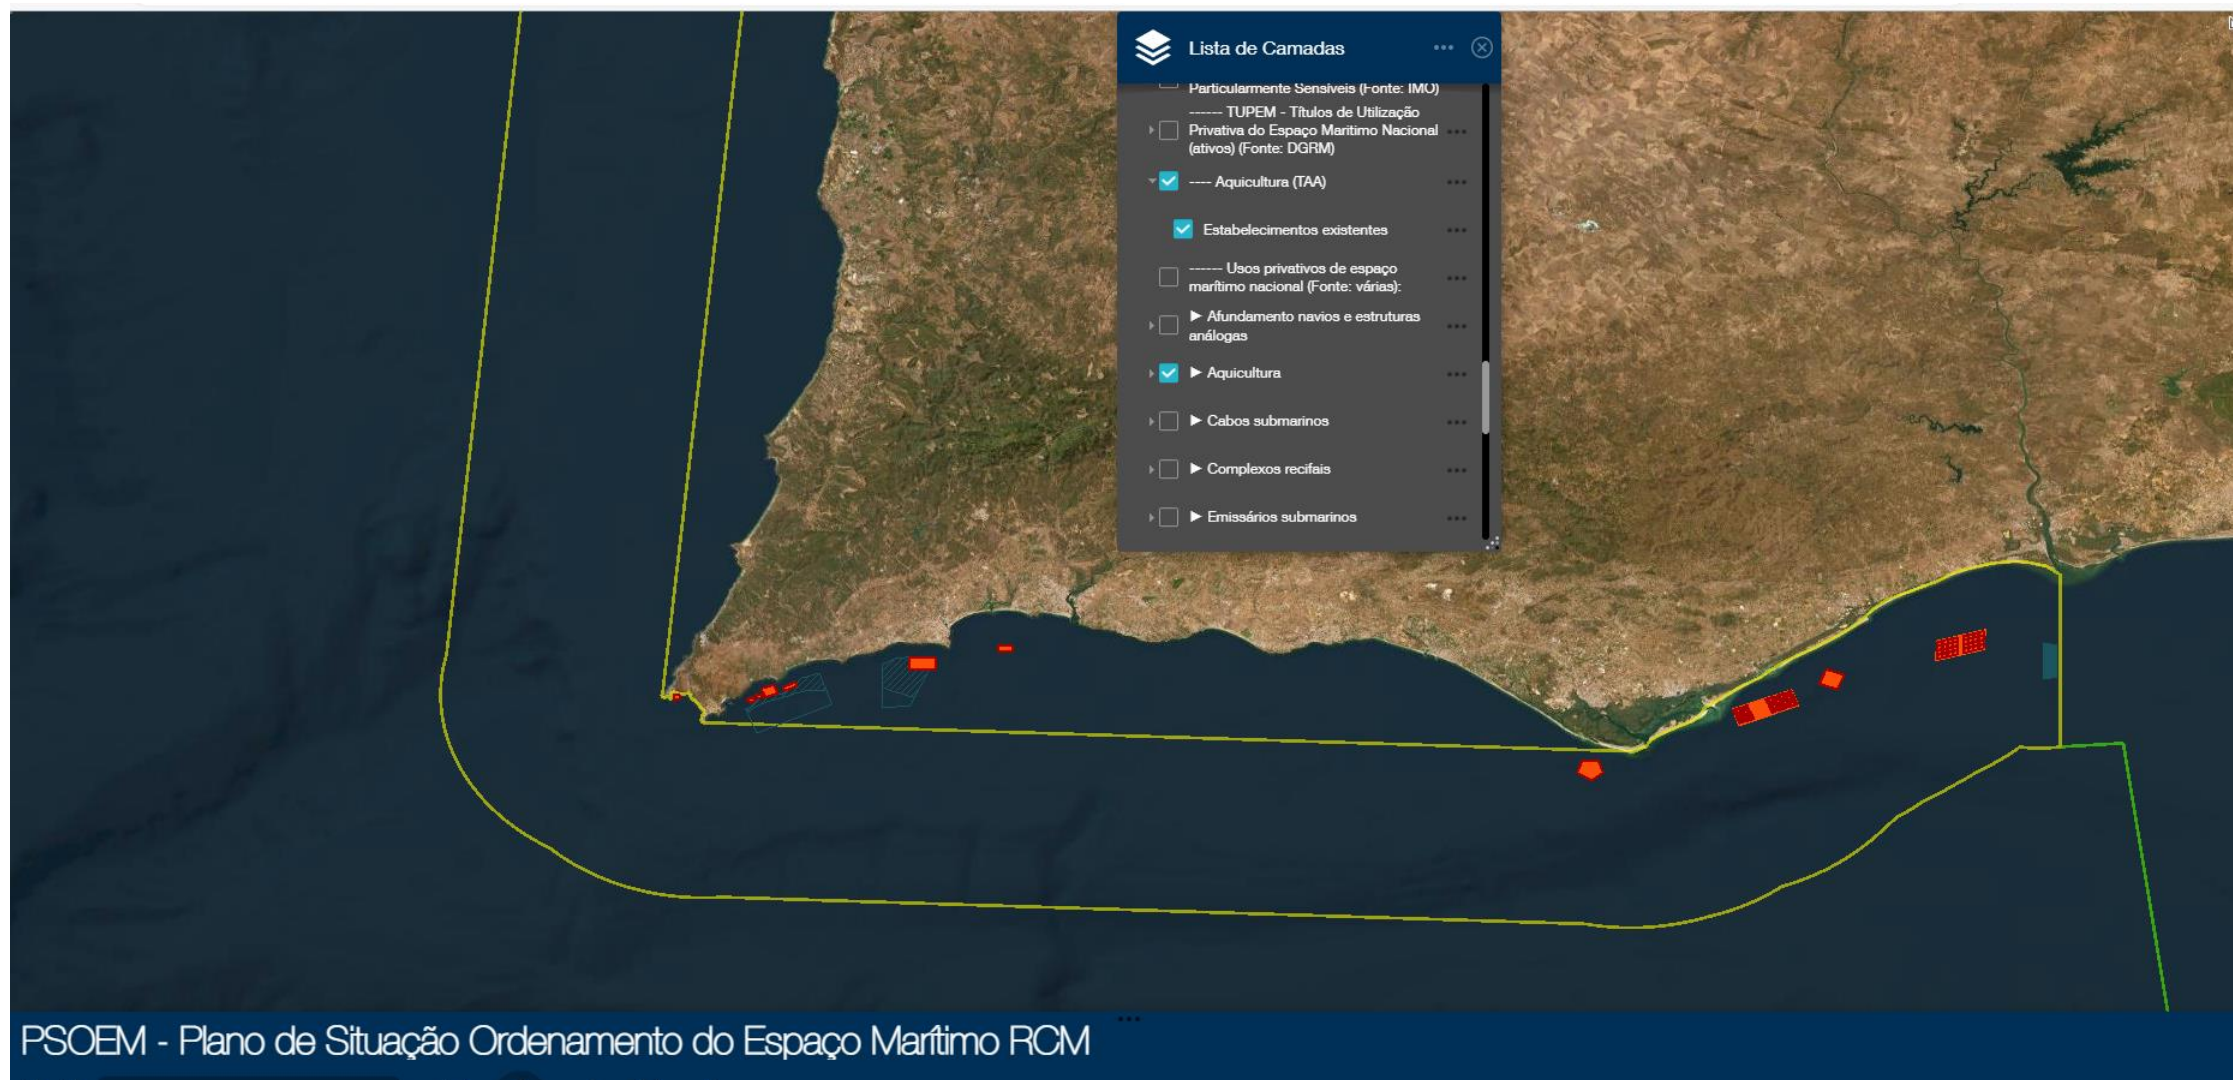 Lista de Camadas
Particularmente Sensíveis (Fonte: IMO)
------ TUPEM - Títulos de Utilização
Privativa do Espaço Maritimo Nacional
(ativos) (Fonte: DGRM)
---- Aquicultura (TAA)
Estabelecimentos existentes
------ Usos privativos de espaço
marítimo nacional (Fonte: várias):
► Afundamento navios e estruturas
análogas
► Aquicultura
► Cabos submarinos
► Complexos recifais
► Emissários submarinos
PSOEM - Plano de Situação Ordenamento do Espaço Marítimo RCM